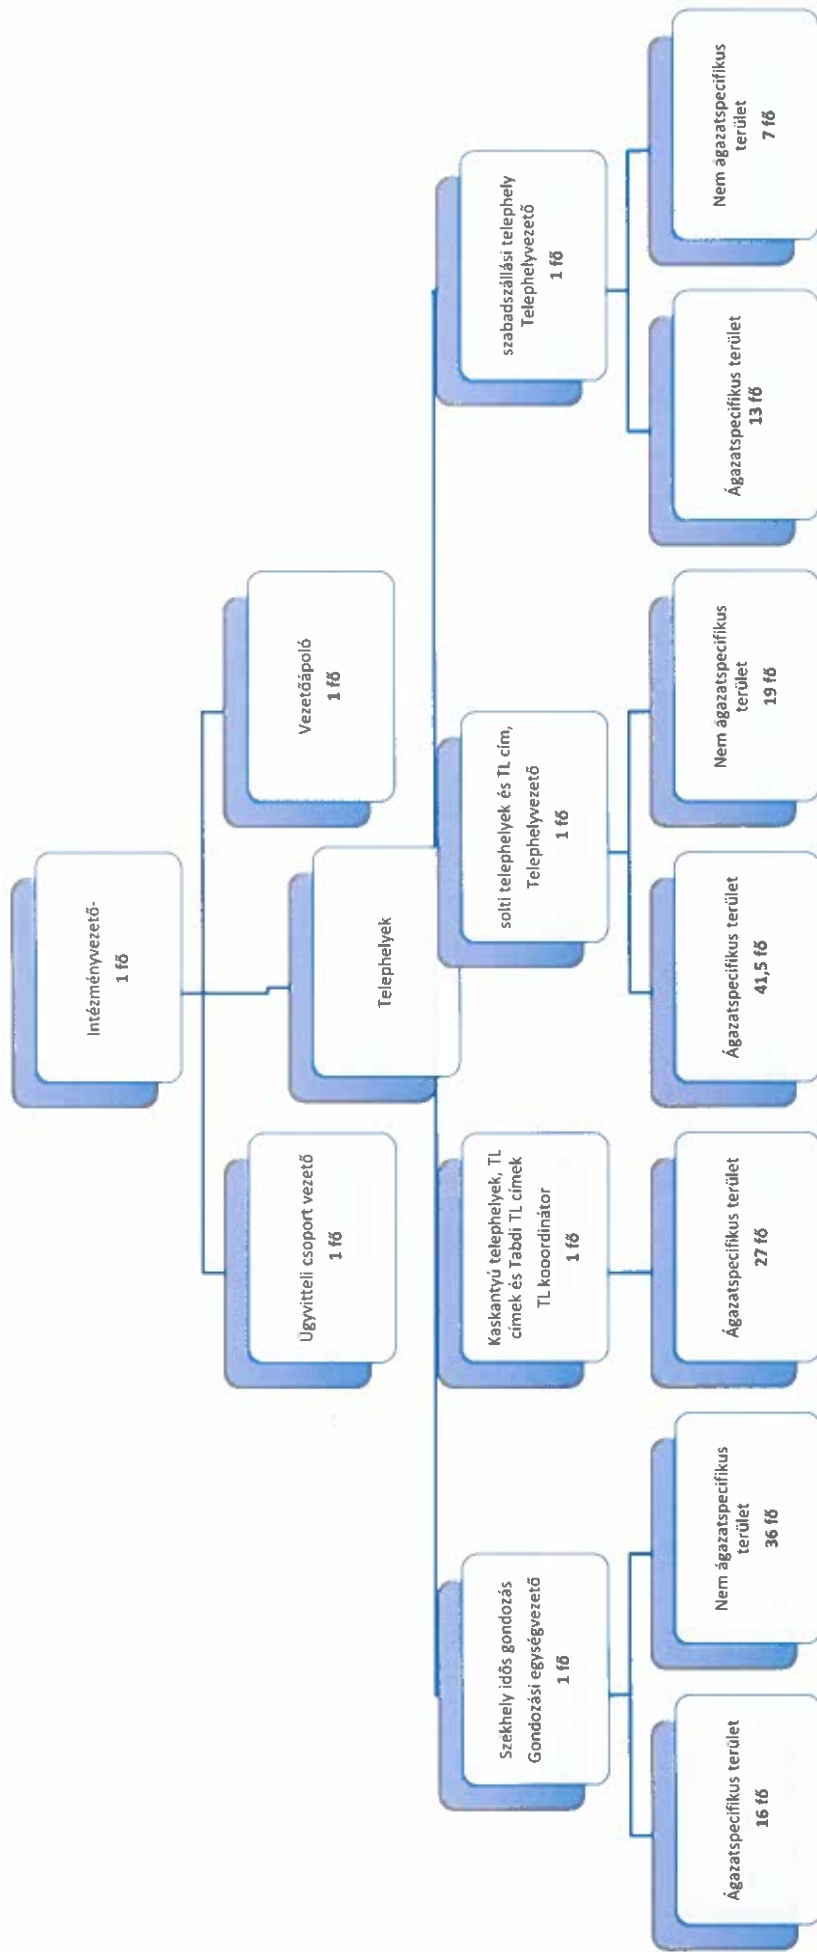 Intézményvezető-
1 fő
Ügyvitteli csoport vezető
1 fő
Vezetőápoló
1 fő
Telephelyek
Székhely idős gondozás
Gondozási egységvezető
1 fő
Kaskantyú telephelyek, TL
címek és Tabdi TL címek
TL kooordinátor
1 fő
solti telephelyek és TL cím,
Telephelyvezető
1 fő
szabadszállási telephely
Telephelyvezető
1 fő
Ágazatspecifikus terület
16 fő
Nem ágazatspecifikus
terület
36 fő
Ágazatspecifikus terület
27 fő
Ágazatspecifikus terület
41,5 fő
Nem ágazatspecifikus
terület
19 fő
Ágazatspecifikus terület
13 fő
Nem ágazatspecifikus
terület
7 fő